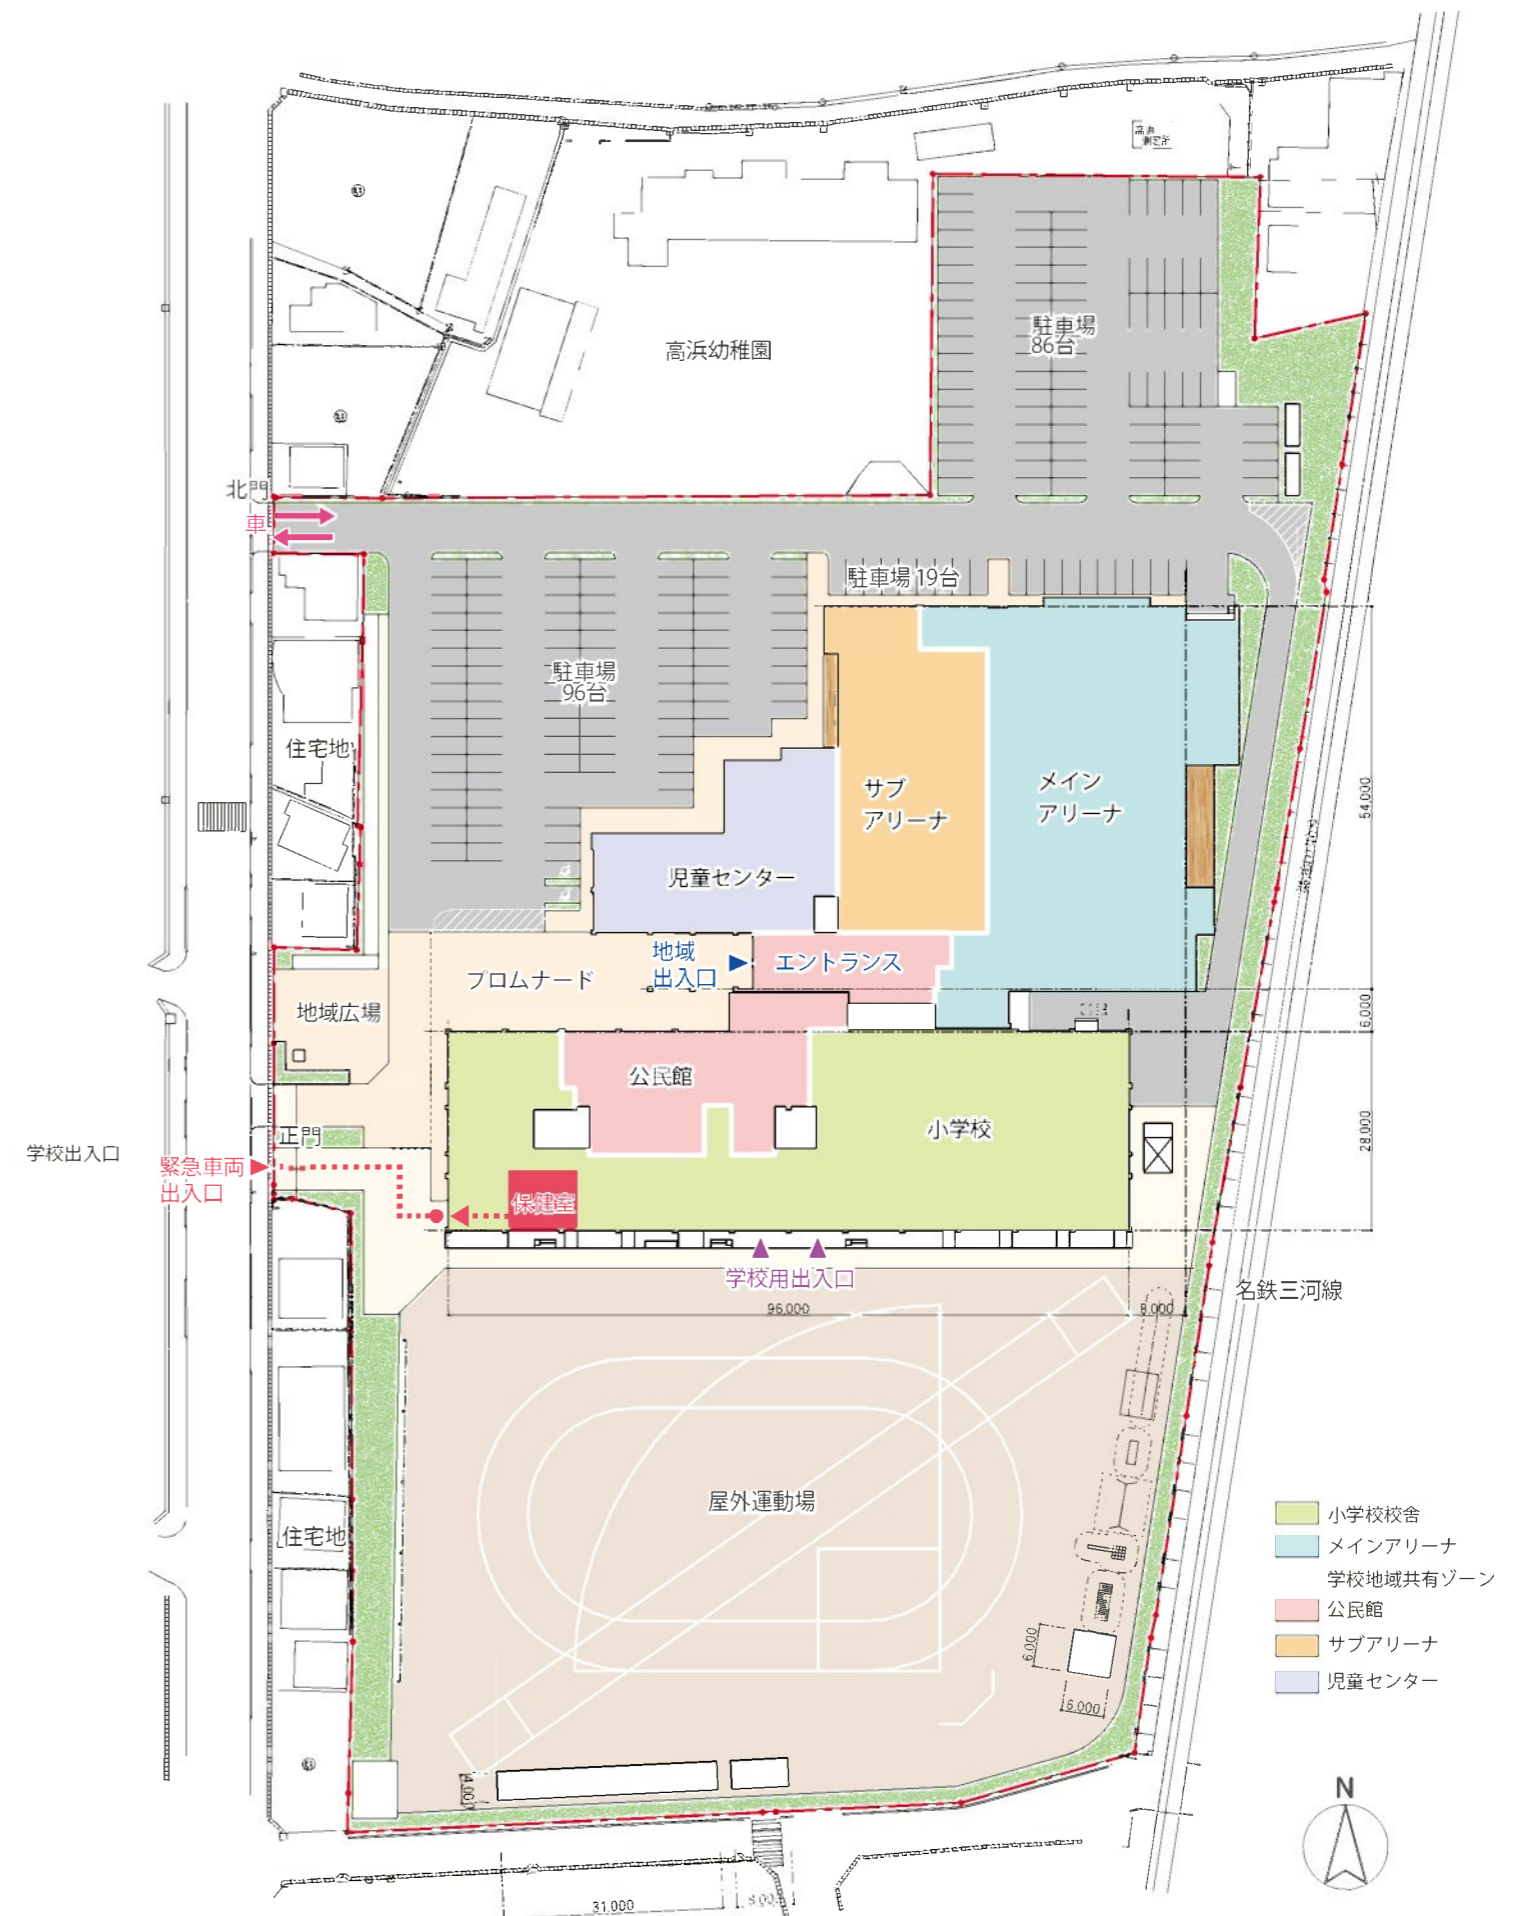 高浜
測定所
駐車場
86台
高浜幼稚園
北門
車
駐車場 19台
駐車場
96台
住宅地
サブ
アリーナ
メイン
アリーナ
54,000
児童センター
地域
出入口
エントランス
プロムナード
地域広場
6,000
公民館
小学校
28,000
正門
学校出入口
緊急車両
出入口
保健室
学校用出入口
名鉄三河線
96,000
8,000
屋外運動場
住宅地
小学校校舎
メインアリーナ
学校地域共有ゾーン
公民館
サブアリーナ
児童センター
6,000
6,000
4,000
N
31,000